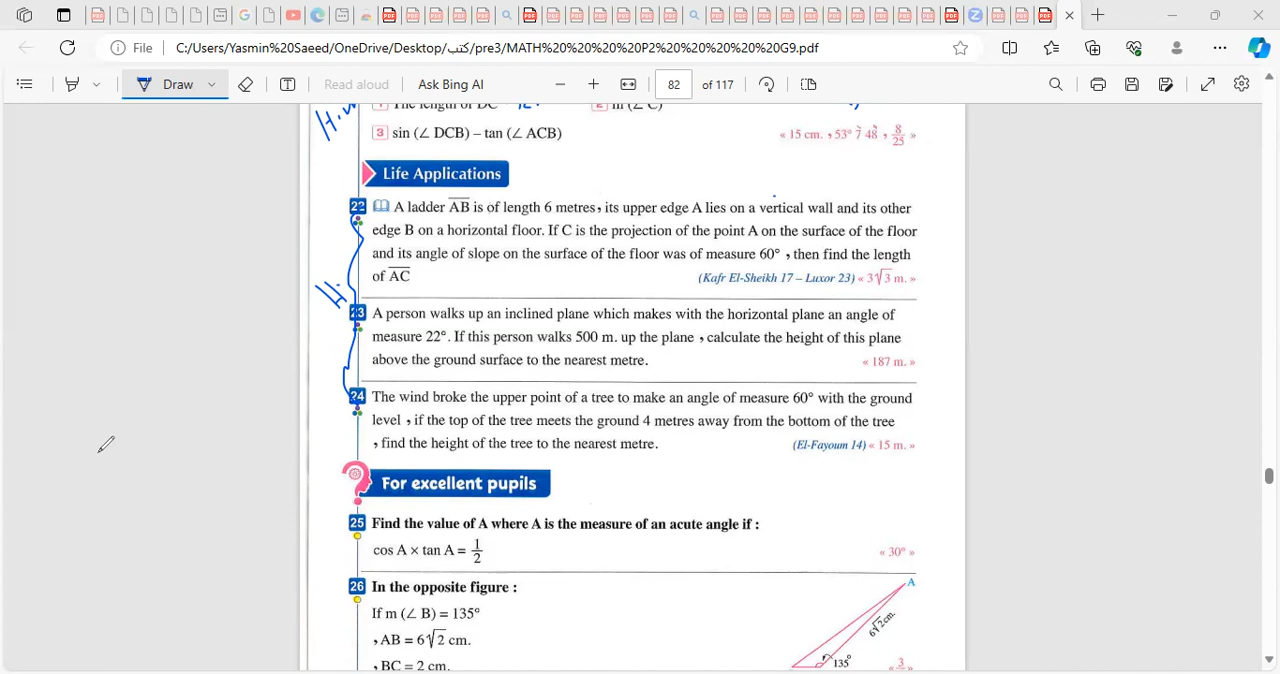 File
C:/Users/Yasmin%20Saeed/OneDrive/Desktop/كتب/pre3/MATH%20%20%20%20P2%20%20%20%20%20G9.pdf
Draw
Read aloud
Ask Bing AI
82 of 117
H.w
1 The length of DC 2 m (∠ C)
3 sin (∠ DCB) – tan (∠ ACB) « 15 cm. , 53° 7 48 , 8/25 »
Life Applications
22 A ladder AB is of length 6 metres, its upper edge A lies on a vertical wall and its other
edge B on a horizontal floor. If C is the projection of the point A on the surface of the floor
and its angle of slope on the surface of the floor was of measure 60° , then find the length
of AC (Kafr El-Sheikh 17 – Luxor 23) « 3√3 m. »
H.
23 A person walks up an inclined plane which makes with the horizontal plane an angle of
measure 22°. If this person walks 500 m. up the plane , calculate the height of this plane
above the ground surface to the nearest metre. « 187 m. »
24 The wind broke the upper point of a tree to make an angle of measure 60° with the ground
level , if the top of the tree meets the ground 4 metres away from the bottom of the tree
, find the height of the tree to the nearest metre. (El-Fayoum 14) « 15 m. »
For excellent pupils
25 Find the value of A where A is the measure of an acute angle if :
cos A × tan A = 1/2 « 30° »
26 In the opposite figure :
If m (∠ B) = 135°
, AB = 6√2 cm.
, BC = 2 cm.
A
6√2 cm.
135°
« 3